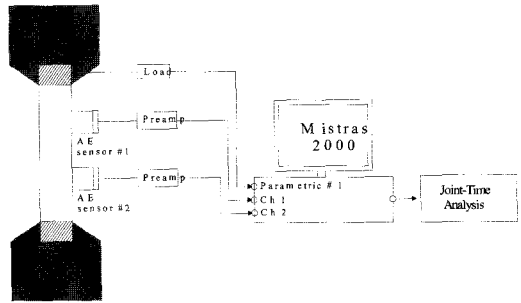 Load
Preamp
AE
sensor #1
Mistras
2000
Preamp
AE
sensor #2
Parametric # 1
Ch 1
Ch 2
Joint-Time
Analysis